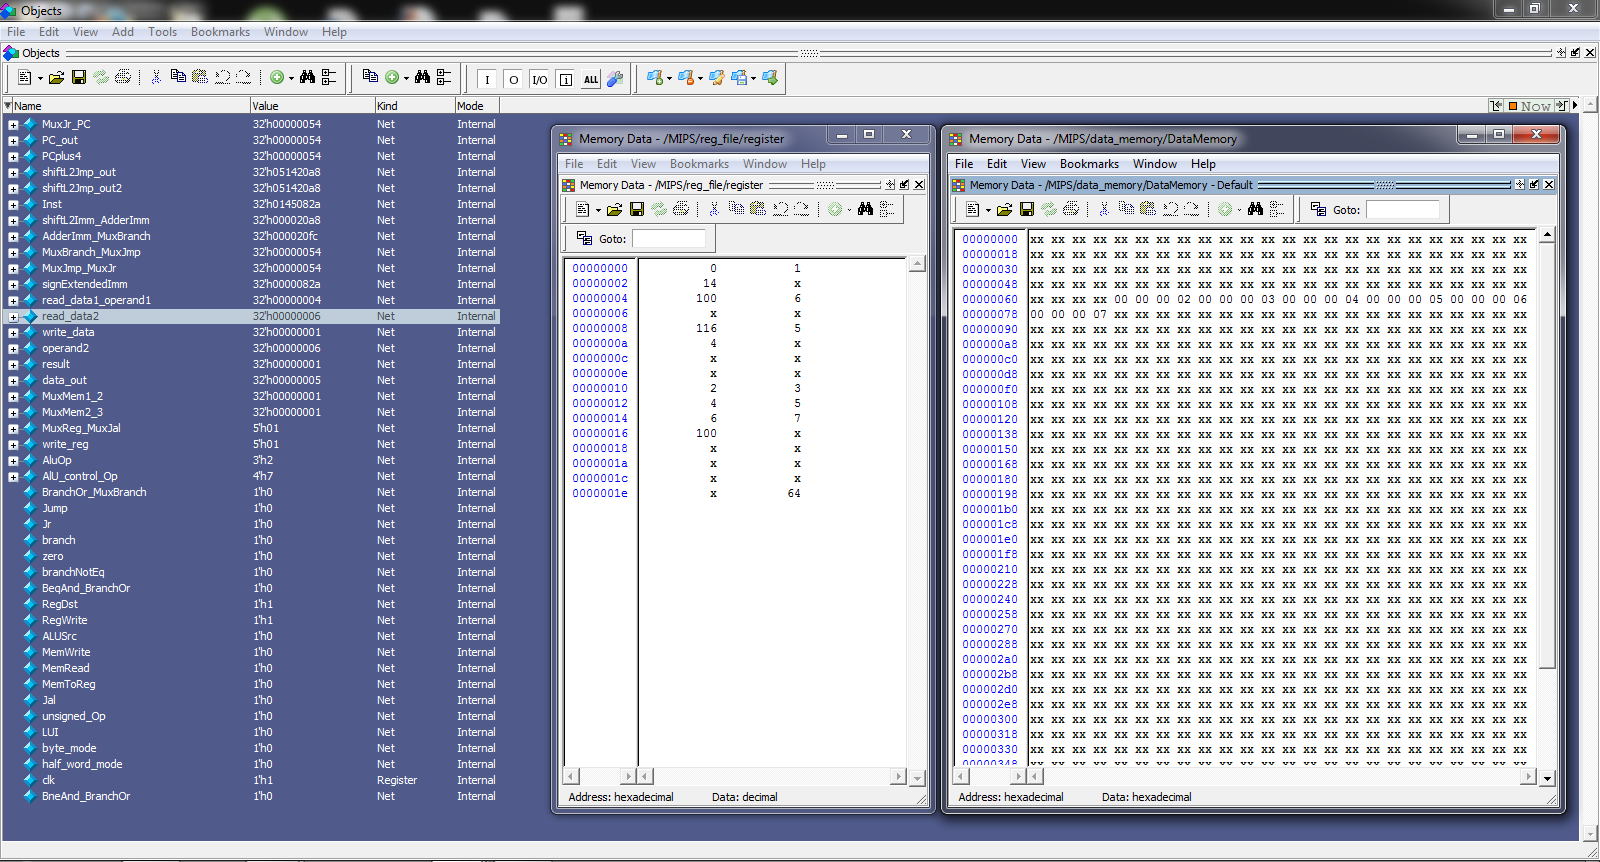 Objects
File Edit View Add Tools Bookmarks Window Help
Objects
I O I/O i ALL
Name Value Kind Mode Now
MuxJr_PC 32'h00000054 Net Internal
PC_out 32'h00000054 Net Internal
PCplus4 32'h00000054 Net Internal
shiftL2Jmp_out 32'h051420a8 Net Internal
shiftL2Jmp_out2 32'h051420a8 Net Internal
Inst 32'h0145082a Net Internal
shiftL2Imm_AdderImm 32'h000020a8 Net Internal
AdderImm_MuxBranch 32'h000020fc Net Internal
MuxBranch_MuxJmp 32'h00000054 Net Internal
MuxJmp_MuxJr 32'h00000054 Net Internal
signExtendedImm 32'h0000082a Net Internal
read_data1_operand1 32'h00000004 Net Internal
read_data2 32'h00000006 Net Internal
write_data 32'h00000001 Net Internal
operand2 32'h00000006 Net Internal
result 32'h00000001 Net Internal
data_out 32'h00000005 Net Internal
MuxMem1_2 32'h00000001 Net Internal
MuxMem2_3 32'h00000001 Net Internal
MuxReg_MuxJal 5'h01 Net Internal
write_reg 5'h01 Net Internal
AluOp 3'h2 Net Internal
AlU_control_Op 4'h7 Net Internal
BranchOr_MuxBranch 1'h0 Net Internal
Jump 1'h0 Net Internal
Jr 1'h0 Net Internal
branch 1'h0 Net Internal
zero 1'h0 Net Internal
branchNotEq 1'h0 Net Internal
BeqAnd_BranchOr 1'h0 Net Internal
RegDst 1'h1 Net Internal
RegWrite 1'h1 Net Internal
ALUSrc 1'h0 Net Internal
MemWrite 1'h0 Net Internal
MemRead 1'h0 Net Internal
MemToReg 1'h0 Net Internal
Jal 1'h0 Net Internal
unsigned_Op 1'h0 Net Internal
LUI 1'h0 Net Internal
byte_mode 1'h0 Net Internal
half_word_mode 1'h0 Net Internal
clk 1'h1 Register Internal
BneAnd_BranchOr 1'h0 Net Internal
Memory Data - /MIPS/reg_file/register
File Edit View Bookmarks Window Help
Memory Data - /MIPS/reg_file/register
Goto:
00000000 0 1
00000002 14 x
00000004 100 6
00000006 x x
00000008 116 5
0000000a 4 x
0000000c x x
0000000e x x
00000010 2 3
00000012 4 5
00000014 6 7
00000016 100 x
00000018 x x
0000001a x x
0000001c x x
0000001e x 64
Address: hexadecimal Data: decimal
Memory Data - /MIPS/data_memory/DataMemory
File Edit View Bookmarks Window Help
Memory Data - /MIPS/data_memory/DataMemory - Default
Goto:
00000000 xx xx xx xx xx xx xx xx xx xx xx xx xx xx xx xx xx xx xx xx xx xx xx xx
00000018 xx xx xx xx xx xx xx xx xx xx xx xx xx xx xx xx xx xx xx xx xx xx xx xx
00000030 xx xx xx xx xx xx xx xx xx xx xx xx xx xx xx xx xx xx xx xx xx xx xx xx
00000048 xx xx xx xx xx xx xx xx xx xx xx xx xx xx xx xx xx xx xx xx xx xx xx xx
00000060 xx xx xx xx 00 00 00 02 00 00 00 03 00 00 00 04 00 00 00 05 00 00 00 06
00000078 00 00 00 07 xx xx xx xx xx xx xx xx xx xx xx xx xx xx xx xx xx xx xx xx
00000090 xx xx xx xx xx xx xx xx xx xx xx xx xx xx xx xx xx xx xx xx xx xx xx xx
000000a8 xx xx xx xx xx xx xx xx xx xx xx xx xx xx xx xx xx xx xx xx xx xx xx xx
000000c0 xx xx xx xx xx xx xx xx xx xx xx xx xx xx xx xx xx xx xx xx xx xx xx xx
000000d8 xx xx xx xx xx xx xx xx xx xx xx xx xx xx xx xx xx xx xx xx xx xx xx xx
000000f0 xx xx xx xx xx xx xx xx xx xx xx xx xx xx xx xx xx xx xx xx xx xx xx xx
00000108 xx xx xx xx xx xx xx xx xx xx xx xx xx xx xx xx xx xx xx xx xx xx xx xx
00000120 xx xx xx xx xx xx xx xx xx xx xx xx xx xx xx xx xx xx xx xx xx xx xx xx
00000138 xx xx xx xx xx xx xx xx xx xx xx xx xx xx xx xx xx xx xx xx xx xx xx xx
00000150 xx xx xx xx xx xx xx xx xx xx xx xx xx xx xx xx xx xx xx xx xx xx xx xx
00000168 xx xx xx xx xx xx xx xx xx xx xx xx xx xx xx xx xx xx xx xx xx xx xx xx
00000180 xx xx xx xx xx xx xx xx xx xx xx xx xx xx xx xx xx xx xx xx xx xx xx xx
00000198 xx xx xx xx xx xx xx xx xx xx xx xx xx xx xx xx xx xx xx xx xx xx xx xx
000001b0 xx xx xx xx xx xx xx xx xx xx xx xx xx xx xx xx xx xx xx xx xx xx xx xx
000001c8 xx xx xx xx xx xx xx xx xx xx xx xx xx xx xx xx xx xx xx xx xx xx xx xx
000001e0 xx xx xx xx xx xx xx xx xx xx xx xx xx xx xx xx xx xx xx xx xx xx xx xx
000001f8 xx xx xx xx xx xx xx xx xx xx xx xx xx xx xx xx xx xx xx xx xx xx xx xx
00000210 xx xx xx xx xx xx xx xx xx xx xx xx xx xx xx xx xx xx xx xx xx xx xx xx
00000228 xx xx xx xx xx xx xx xx xx xx xx xx xx xx xx xx xx xx xx xx xx xx xx xx
00000240 xx xx xx xx xx xx xx xx xx xx xx xx xx xx xx xx xx xx xx xx xx xx xx xx
00000258 xx xx xx xx xx xx xx xx xx xx xx xx xx xx xx xx xx xx xx xx xx xx xx xx
00000270 xx xx xx xx xx xx xx xx xx xx xx xx xx xx xx xx xx xx xx xx xx xx xx xx
00000288 xx xx xx xx xx xx xx xx xx xx xx xx xx xx xx xx xx xx xx xx xx xx xx xx
000002a0 xx xx xx xx xx xx xx xx xx xx xx xx xx xx xx xx xx xx xx xx xx xx xx xx
000002b8 xx xx xx xx xx xx xx xx xx xx xx xx xx xx xx xx xx xx xx xx xx xx xx xx
000002d0 xx xx xx xx xx xx xx xx xx xx xx xx xx xx xx xx xx xx xx xx xx xx xx xx
000002e8 xx xx xx xx xx xx xx xx xx xx xx xx xx xx xx xx xx xx xx xx xx xx xx xx
00000300 xx xx xx xx xx xx xx xx xx xx xx xx xx xx xx xx xx xx xx xx xx xx xx xx
00000318 xx xx xx xx xx xx xx xx xx xx xx xx xx xx xx xx xx xx xx xx xx xx xx xx
00000330 xx xx xx xx xx xx xx xx xx xx xx xx xx xx xx xx xx xx xx xx xx xx xx xx
00000348 xx xx xx xx xx xx xx xx xx xx xx xx xx xx xx xx xx xx xx xx xx xx xx xx
Address: hexadecimal Data: hexadecimal